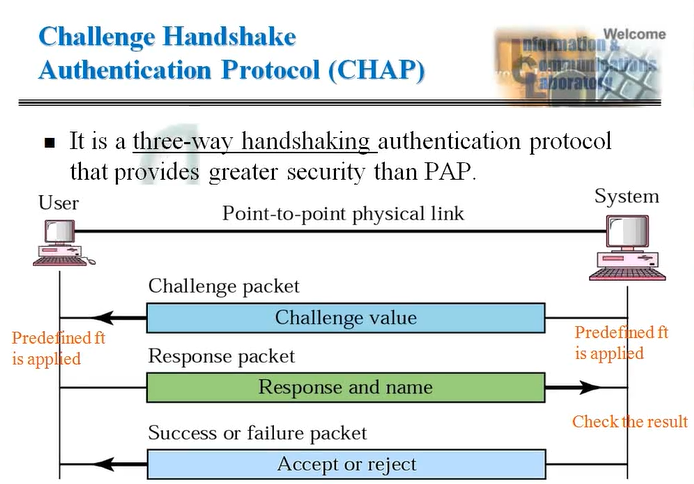 Challenge Handshake
Authentication Protocol (CHAP)
Welcome
Information &
Communications
Laboratory
It is a three-way handshaking authentication protocol
that provides greater security than PAP.
User
System
Point-to-point physical link
Challenge packet
Challenge value
Predefined ft
is applied
Predefined ft
is applied
Response packet
Response and name
Check the result
Success or failure packet
Accept or reject